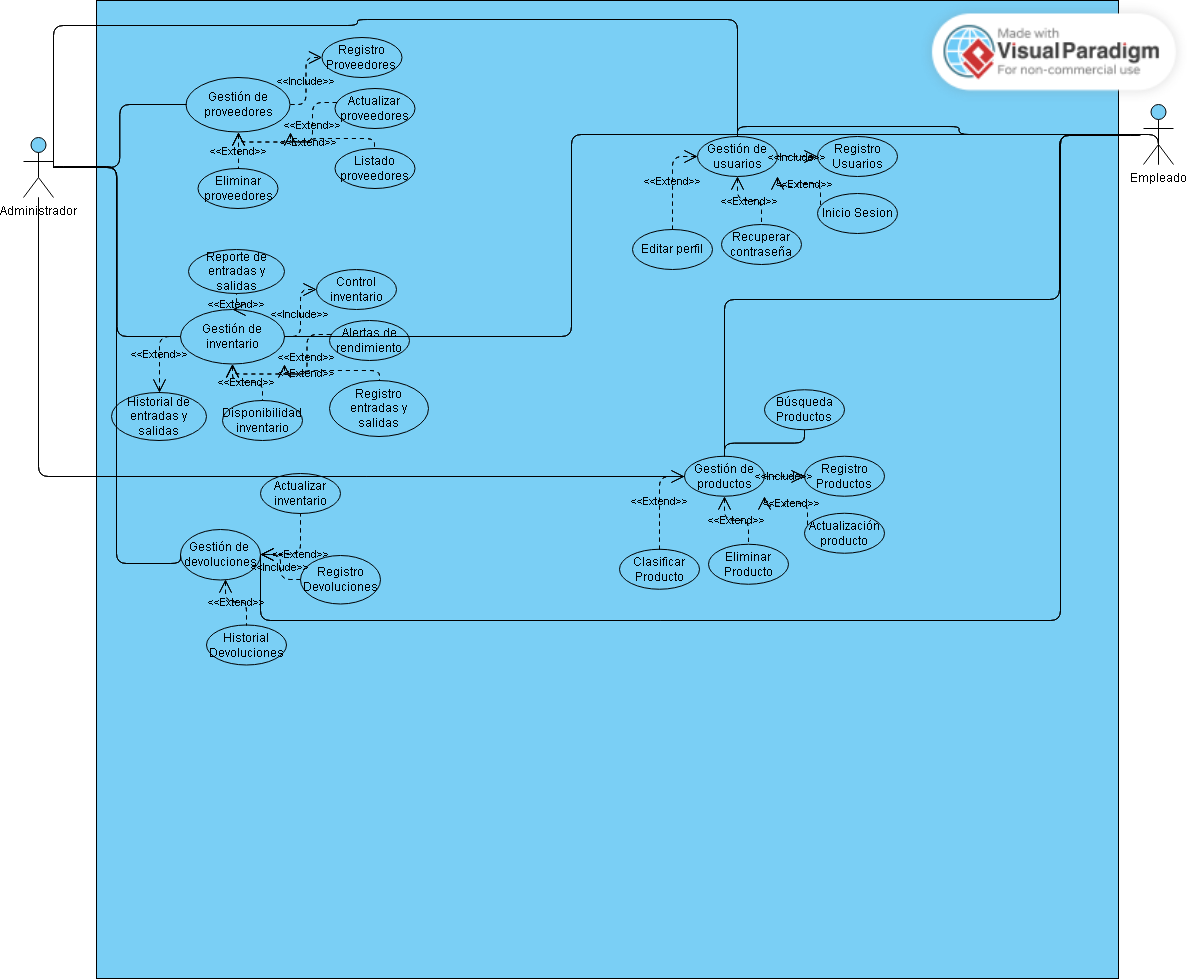 Made with
Visual Paradigm
For non-commercial use
Registro
Proveedores
<<Include>>
Gestión de
proveedores
Actualizar
proveedores
<<Extend>>
<<Extend>>
<<Extend>>
Listado
proveedores
Eliminar
proveedores
Administrador
Empleado
Gestión de
usuarios
<<Include>>
Registro
Usuarios
<<Extend>>
<<Extend>>
<<Extend>>
Inicio Sesion
Editar perfil
Recuperar
contraseña
Reporte de
entradas y
salidas
<<Extend>>
Control
inventario
<<Include>>
Gestión de
inventario
Alertas de
rendimiento
<<Extend>>
<<Extend>>
<<Extend>>
<<Extend>>
Historial de
entradas y
salidas
Disponibilidad
inventario
Registro
entradas y
salidas
Búsqueda
Productos
Gestión de
productos
<<Include>>
Registro
Productos
<<Extend>>
<<Extend>>
<<Extend>>
Actualización
producto
Clasificar
Producto
Eliminar
Producto
Actualizar
inventario
Gestión de
devoluciones
<<Extend>>
<<Include>>
Registro
Devoluciones
<<Extend>>
Historial
Devoluciones